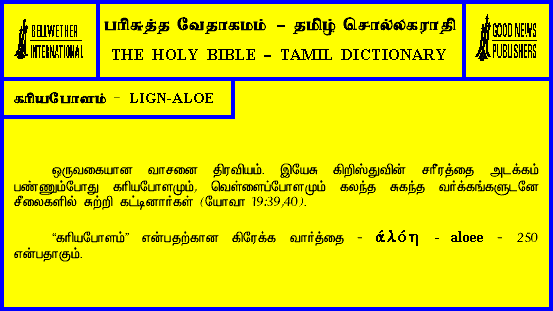 BELLWETHER
INTERNATIONAL
பரிசுத்த வேதாகமம் – தமிழ் சொல்லகராதி
THE HOLY BIBLE – TAMIL DICTIONARY
GOOD NEWS
PUBLISHERS
கரியபோளம் – LIGN-ALOE
ஒருவகையான வாசனை திரவியம். இயேசு கிறிஸ்துவின் சரீரத்தை அடக்கம்
பண்ணும்போது கரியபோளமும், வெள்ளைப்போளமும் கலந்த சுகந்த வர்க்கங்களுடனே
சீலைகளில் சுற்றி கட்டினார்கள் (யோவா 19:39,40).
“கரியபோளம்” என்பதற்கான கிரேக்க வார்த்தை - ἀλόη - aloee - 250
என்பதாகும்.